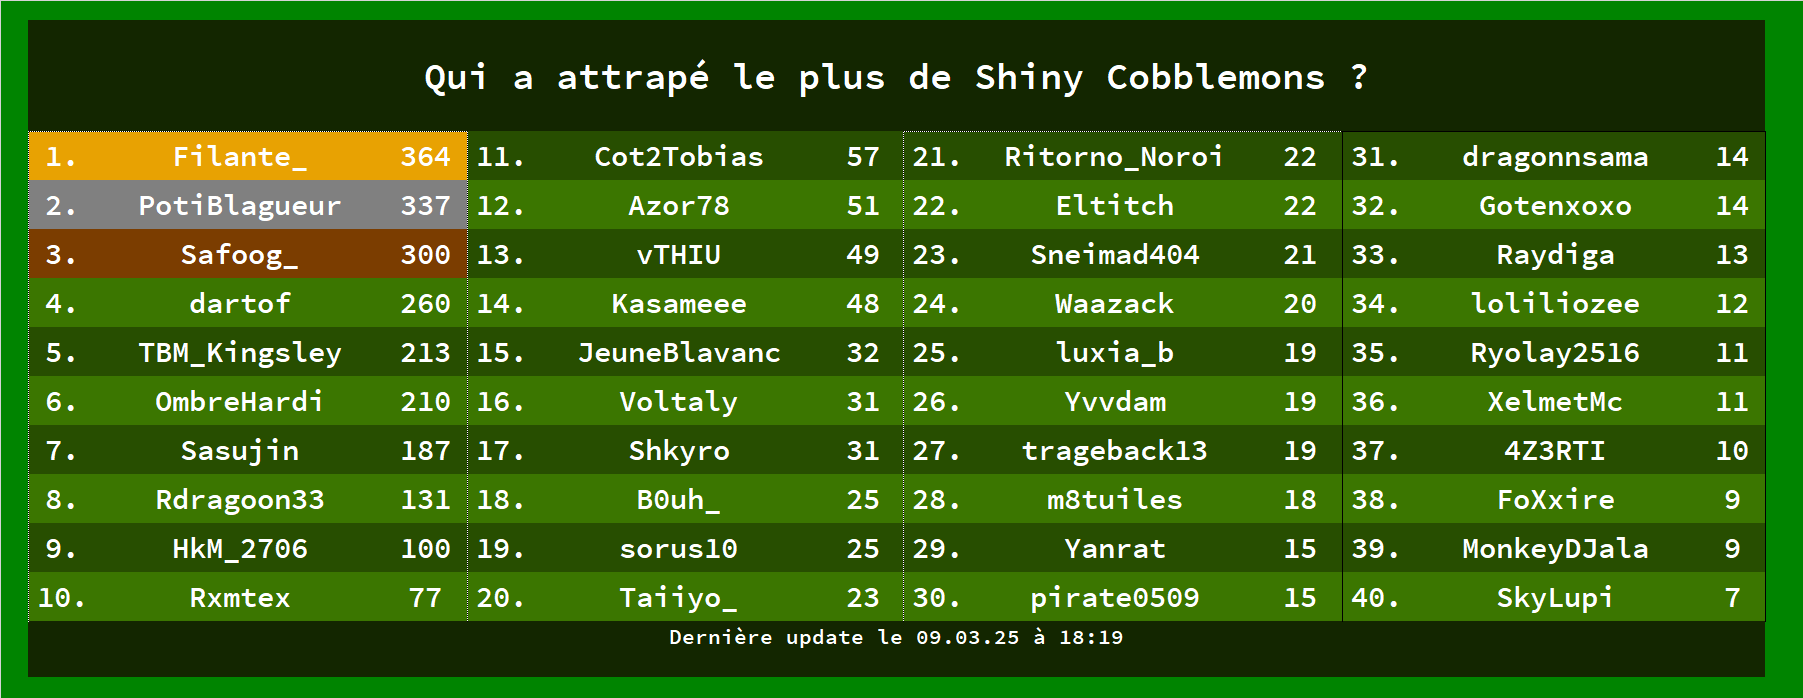 Qui a attrapé le plus de Shiny Cobblemons ?
1. Filante_ 364 11. Cot2Tobias 57 21. Ritorno_Noroi 22 31. dragonnsama 14
2. PotiBlagueur 337 12. Azor78 51 22. Eltitch 22 32. Gotenxoxo 14
3. Safoog_ 300 13. vTHIU 49 23. Sneimad404 21 33. Raydiga 13
4. dartof 260 14. Kasameee 48 24. Waazack 20 34. loliliozee 12
5. TBM_Kingsley 213 15. JeuneBlavanc 32 25. luxia_b 19 35. Ryolay2516 11
6. OmbreHardi 210 16. Voltaly 31 26. Yvvdam 19 36. XelmetMc 11
7. Sasujin 187 17. Shkyro 31 27. trageback13 19 37. 4Z3RTI 10
8. Rdragoon33 131 18. B0uh_ 25 28. m8tuiles 18 38. FoXxire 9
9. HkM_2706 100 19. sorus10 25 29. Yanrat 15 39. MonkeyDJala 9
10. Rxmtex 77 20. Taiiyo_ 23 30. pirate0509 15 40. SkyLupi 7
Dernière update le 09.03.25 à 18:19